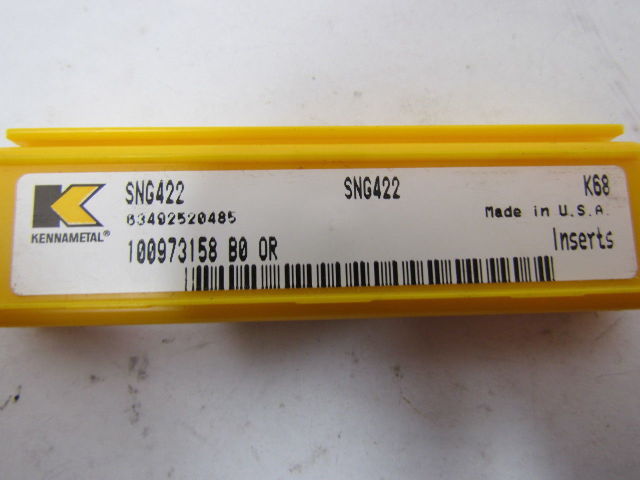 SNG422 SNG422 K68
63492520485 Made in U.S.A.
KENNAMETAL®
100973158 B0 OR Inserts